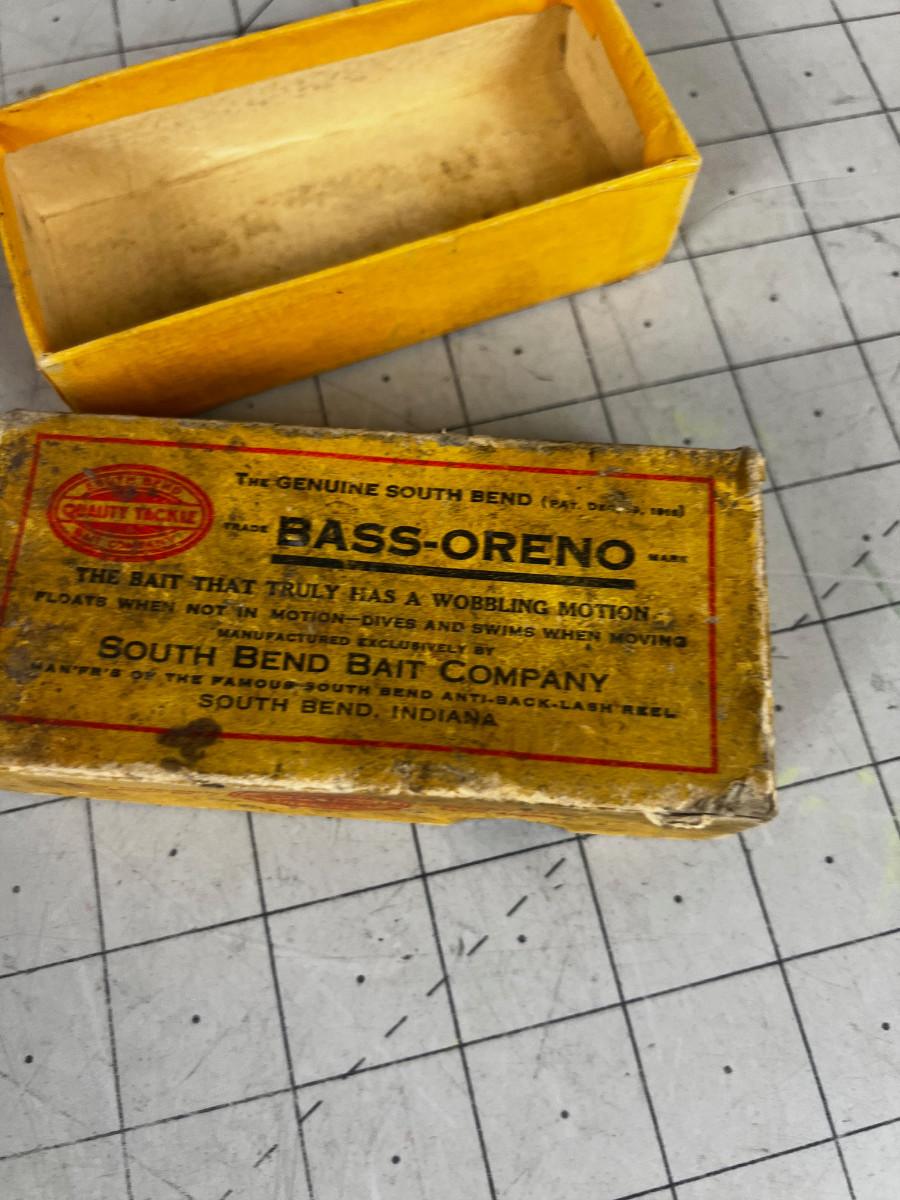 SOUTH BEND
QUALITY TACKLE
The GENUINE SOUTH BEND (PAT. DEC.
TRADE BASS-ORENO MARK
THE BAIT THAT TRULY HAS A WOBBLING MOTION
FLOATS WHEN NOT IN MOTION—DIVES AND SWIMS WHEN MOVING
MANUFACTURED EXCLUSIVELY BY
SOUTH BEND BAIT COMPANY
MAN'F'R'S OF THE FAMOUS SOUTH BEND ANTI-BACK-LASH REEL
SOUTH BEND, INDIANA